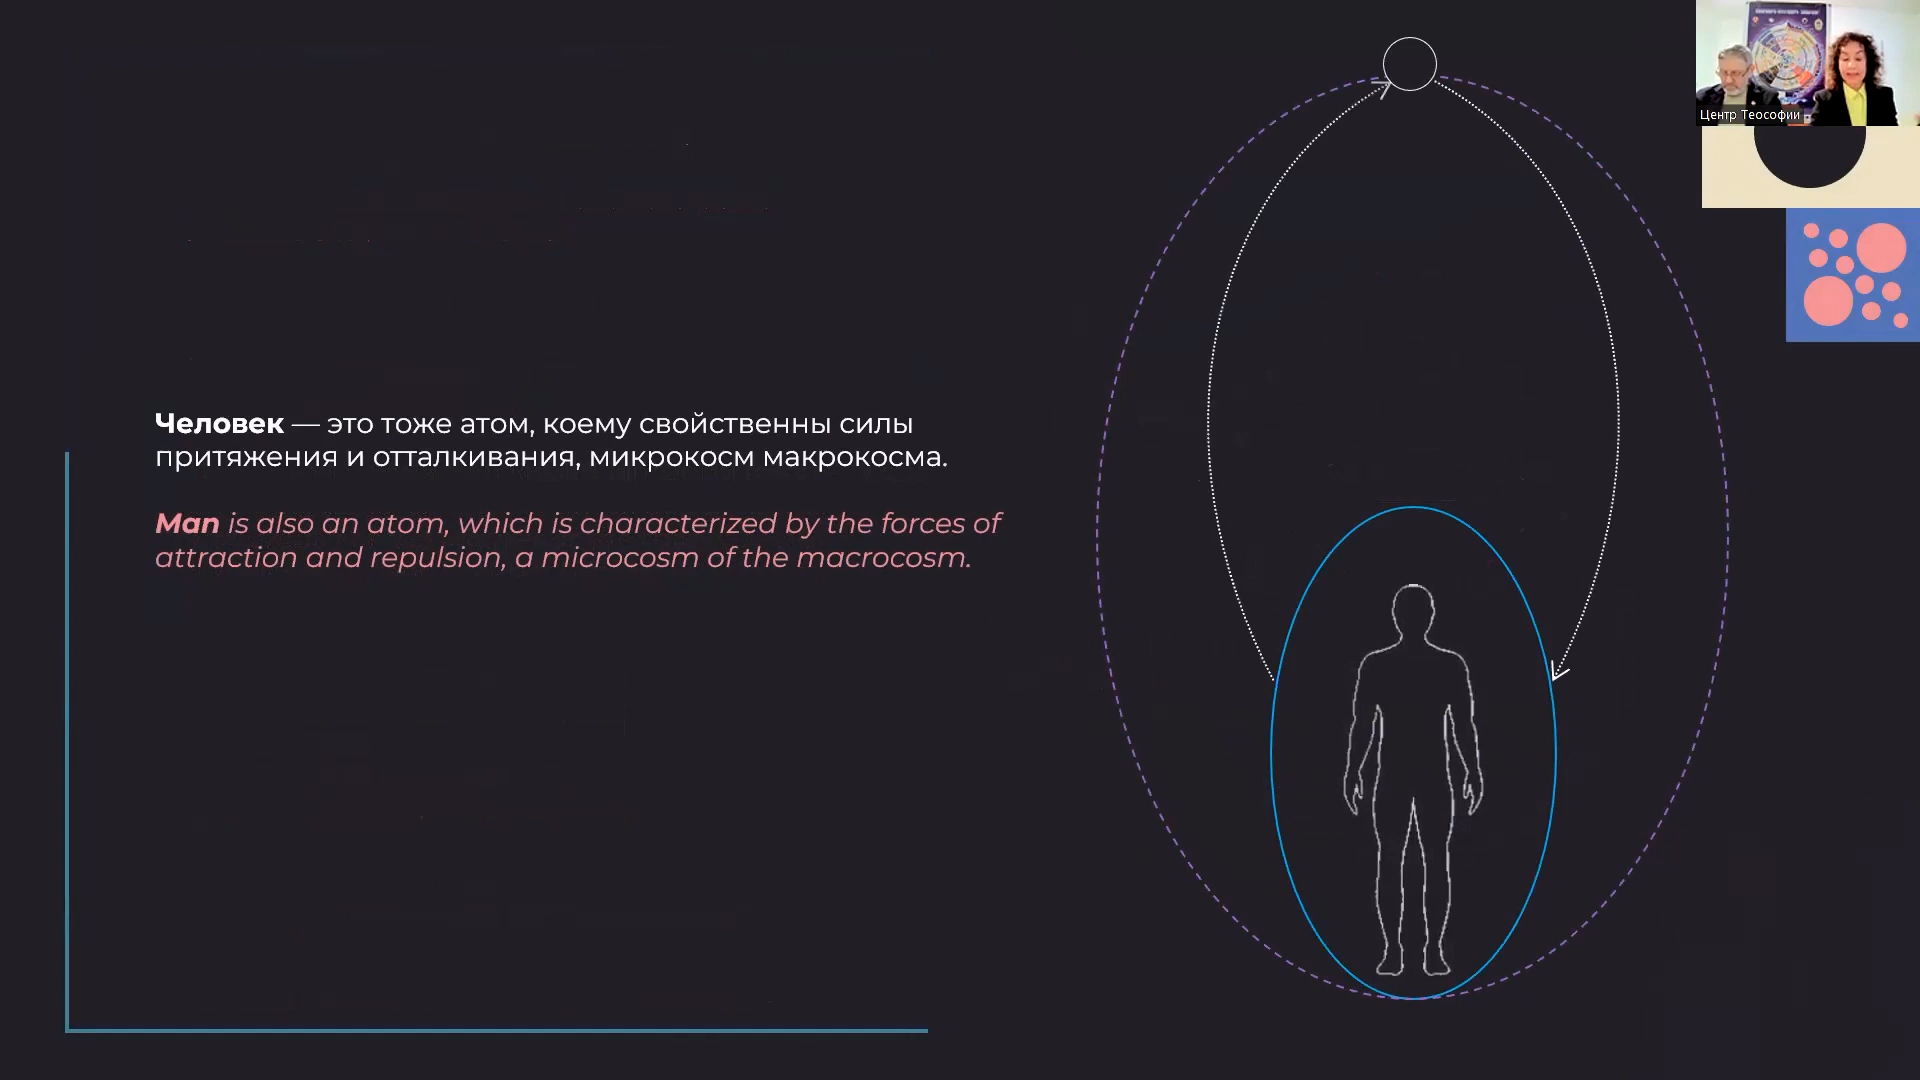 Центр Теософии
Человек — это тоже атом, коему свойственны силы
притяжения и отталкивания, микрокосм макрокосма.
Man is also an atom, which is characterized by the forces of
attraction and repulsion, a microcosm of the macrocosm.